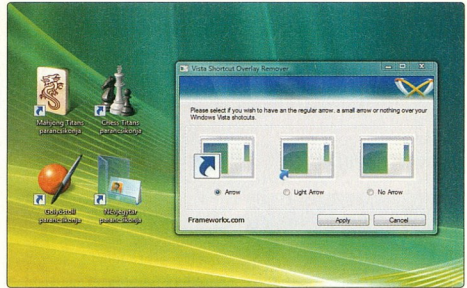 Mahjong Titans
parancsikonja
Chess Titans
parancsikonja
parancsikonja
Névjegytár
parancsikonja
Vista Shortcut Overlay Remover
Please select if you wish to have an the regular arrow, a small arrow or nothing over your
Windows Vista shotcuts.
Arrow
Light Arrow
No Arrow
Frameworkx.com
Apply
Cancel